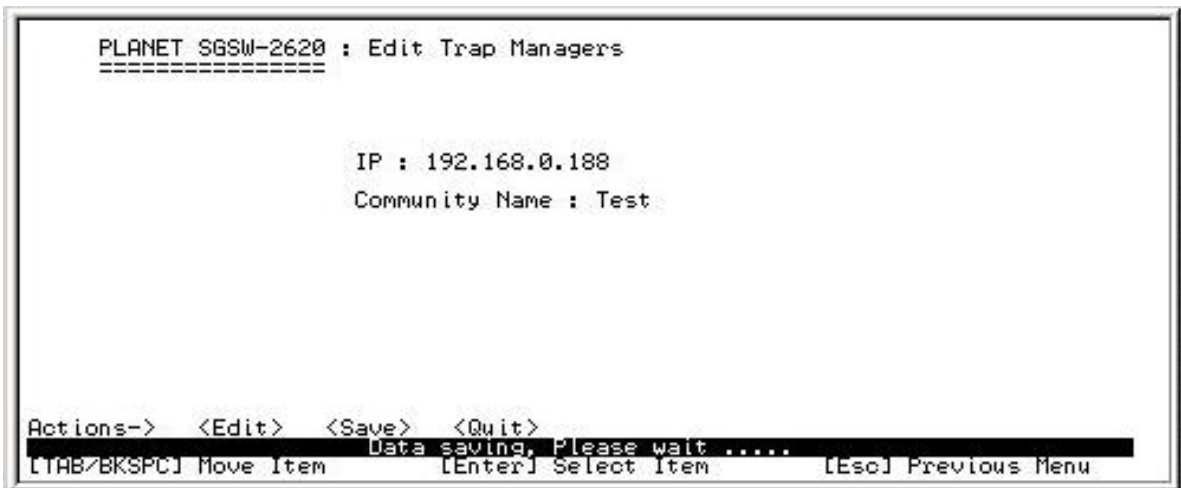 PLANET SGSW-2620 : Edit Trap Managers
================
IP : 192.168.0.188
Community Name : Test
Actions-> <Edit> <Save> <Quit>
Data saving, Please wait .....
[TAB/BKSPC] Move Item [Enter] Select Item [Esc] Previous Menu